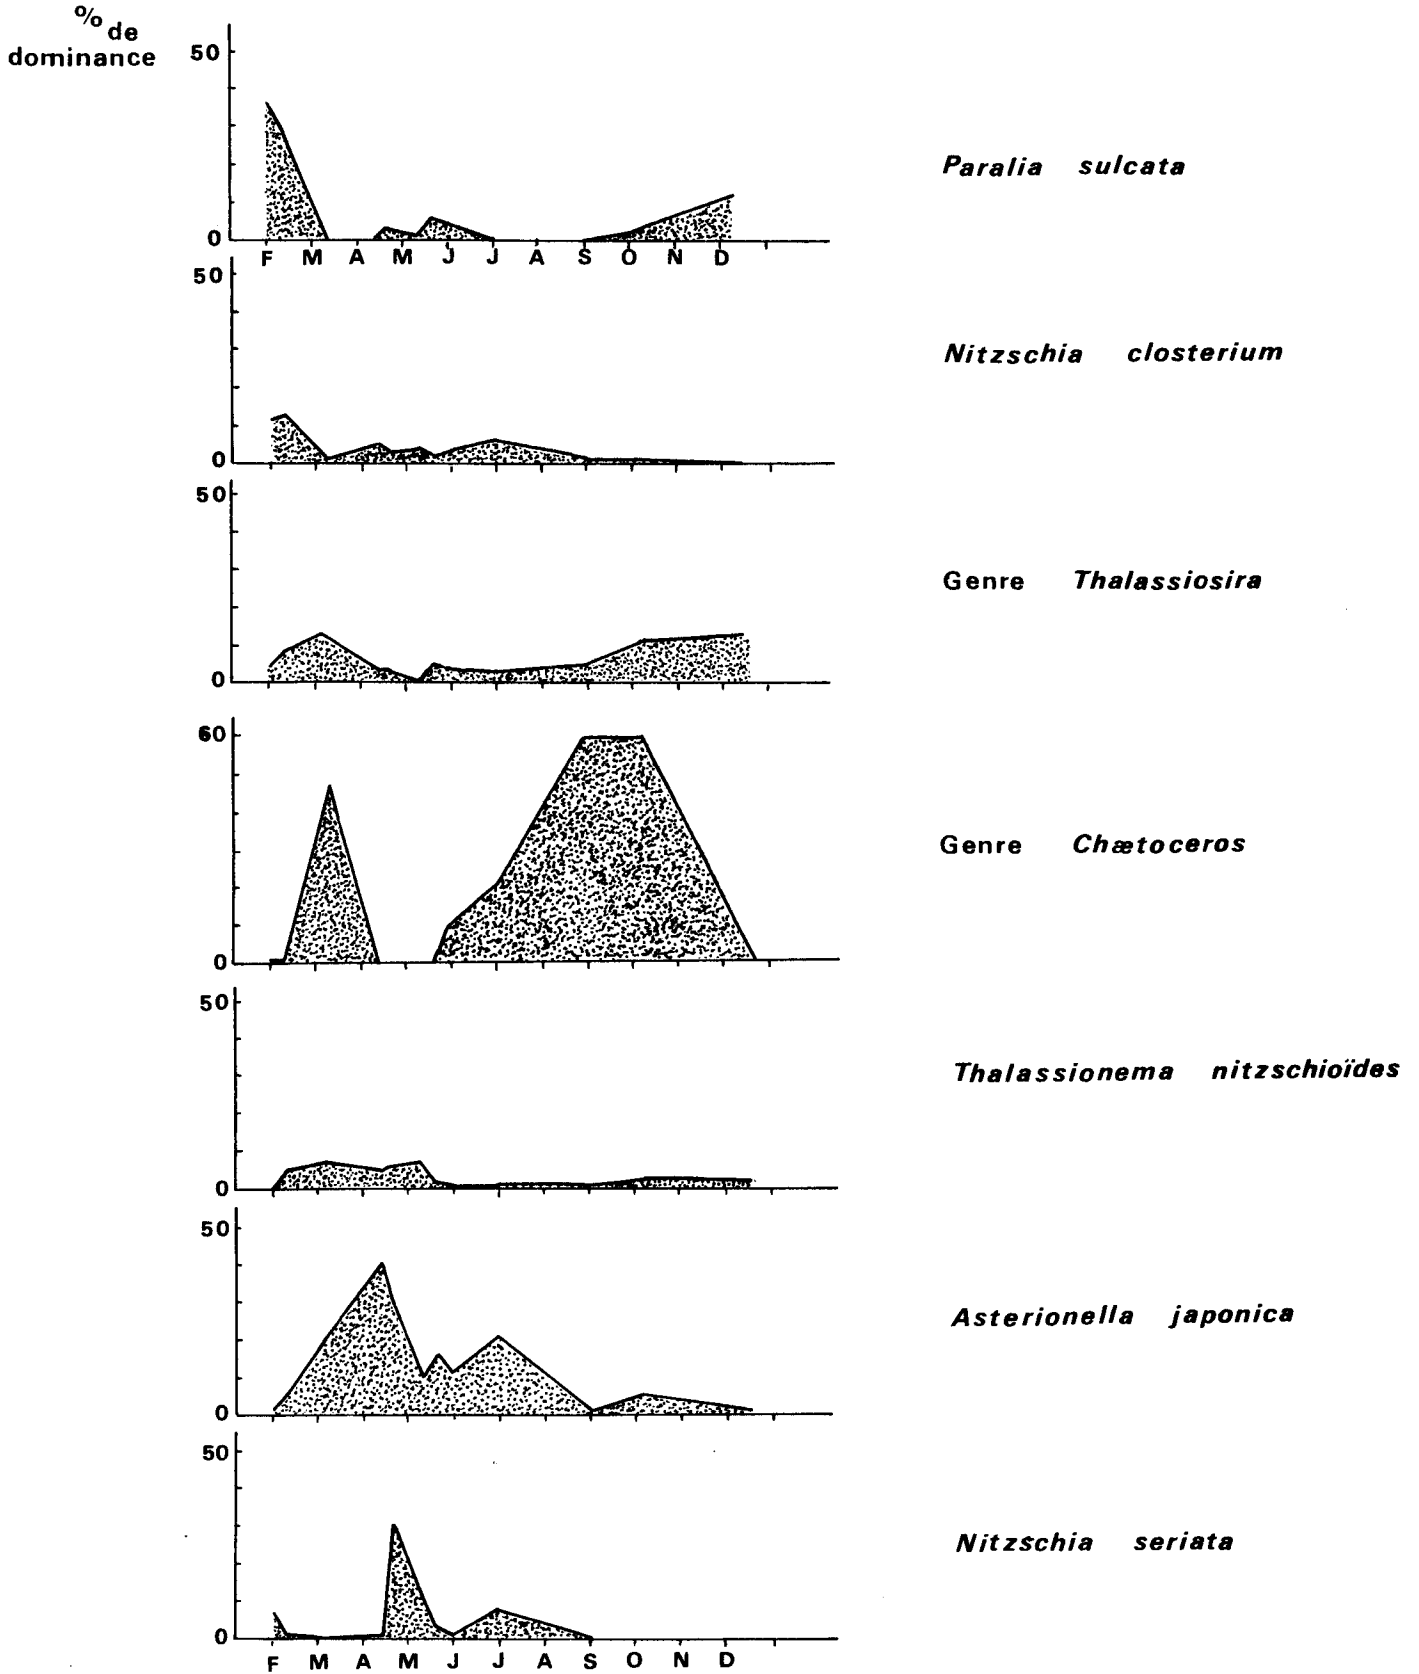 % de
dominance
50
0
F M A M J J A S O N D
Paralia sulcata
50
0
Nitzschia closterium
50
0
Genre Thalassiosira
60
0
Genre Chætoceros
50
0
Thalassionema nitzschioïdes
50
0
Asterionella japonica
50
0
F M A M J J A S O N D
Nitzschia seriata